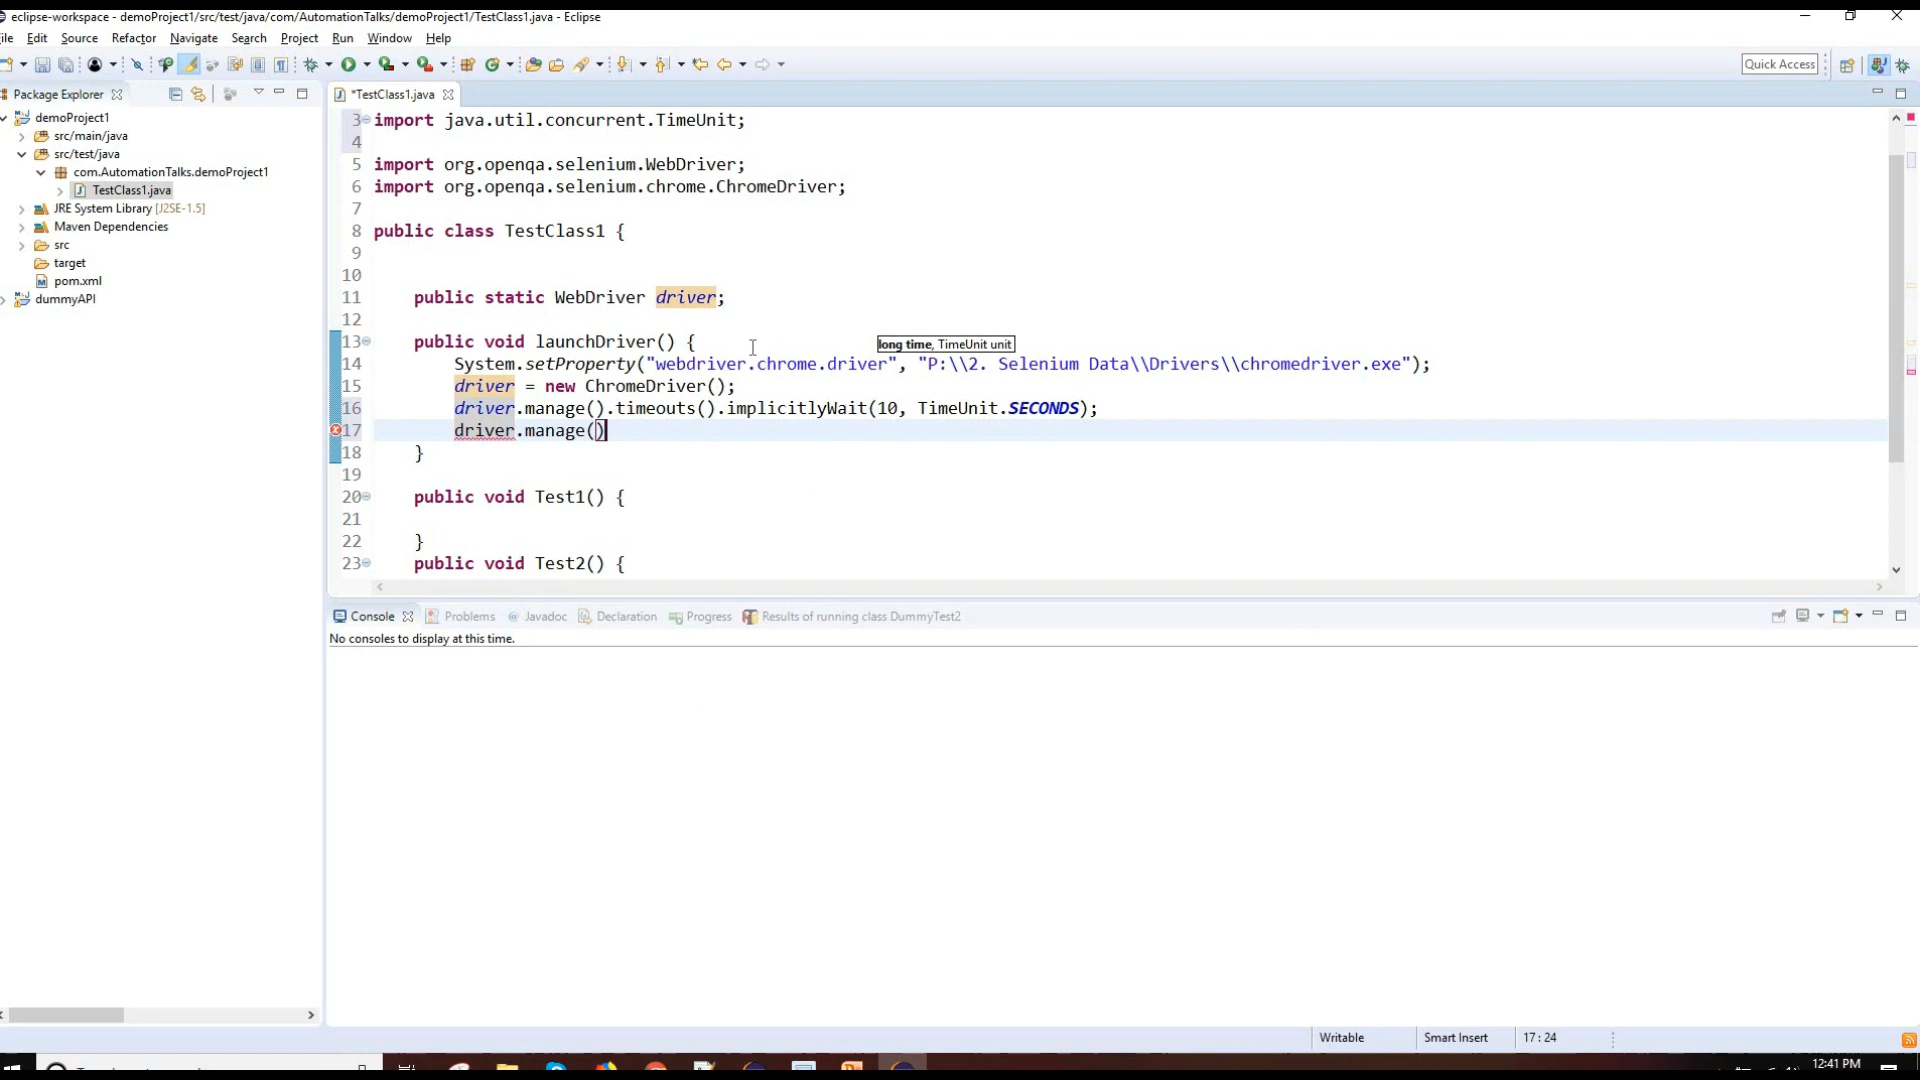 eclipse-workspace - demoProject1/src/test/java/com/AutomationTalks/demoProject1/TestClass1.java - Eclipse
ile Edit Source Refactor Navigate Search Project Run Window Help
Quick Access
Package Explorer
*TestClass1.java
demoProject1
src/main/java
src/test/java
com.AutomationTalks.demoProject1
TestClass1.java
JRE System Library [J2SE-1.5]
Maven Dependencies
src
target
pom.xml
dummyAPI
3 import java.util.concurrent.TimeUnit;
4
5 import org.openqa.selenium.WebDriver;
6 import org.openqa.selenium.chrome.ChromeDriver;
7
8 public class TestClass1 {
9
10
11 public static WebDriver driver;
12
13 public void launchDriver() {
long time, TimeUnit unit
14 System.setProperty("webdriver.chrome.driver", "P:\\2. Selenium Data\\Drivers\\chromedriver.exe");
15 driver = new ChromeDriver();
16 driver.manage().timeouts().implicitlyWait(10, TimeUnit.SECONDS);
17 driver.manage()
18 }
19
20 public void Test1() {
21
22 }
23 public void Test2() {
Console Problems Javadoc Declaration Progress Results of running class DummyTest2
No consoles to display at this time.
Writable Smart Insert 17:24
12:41 PM